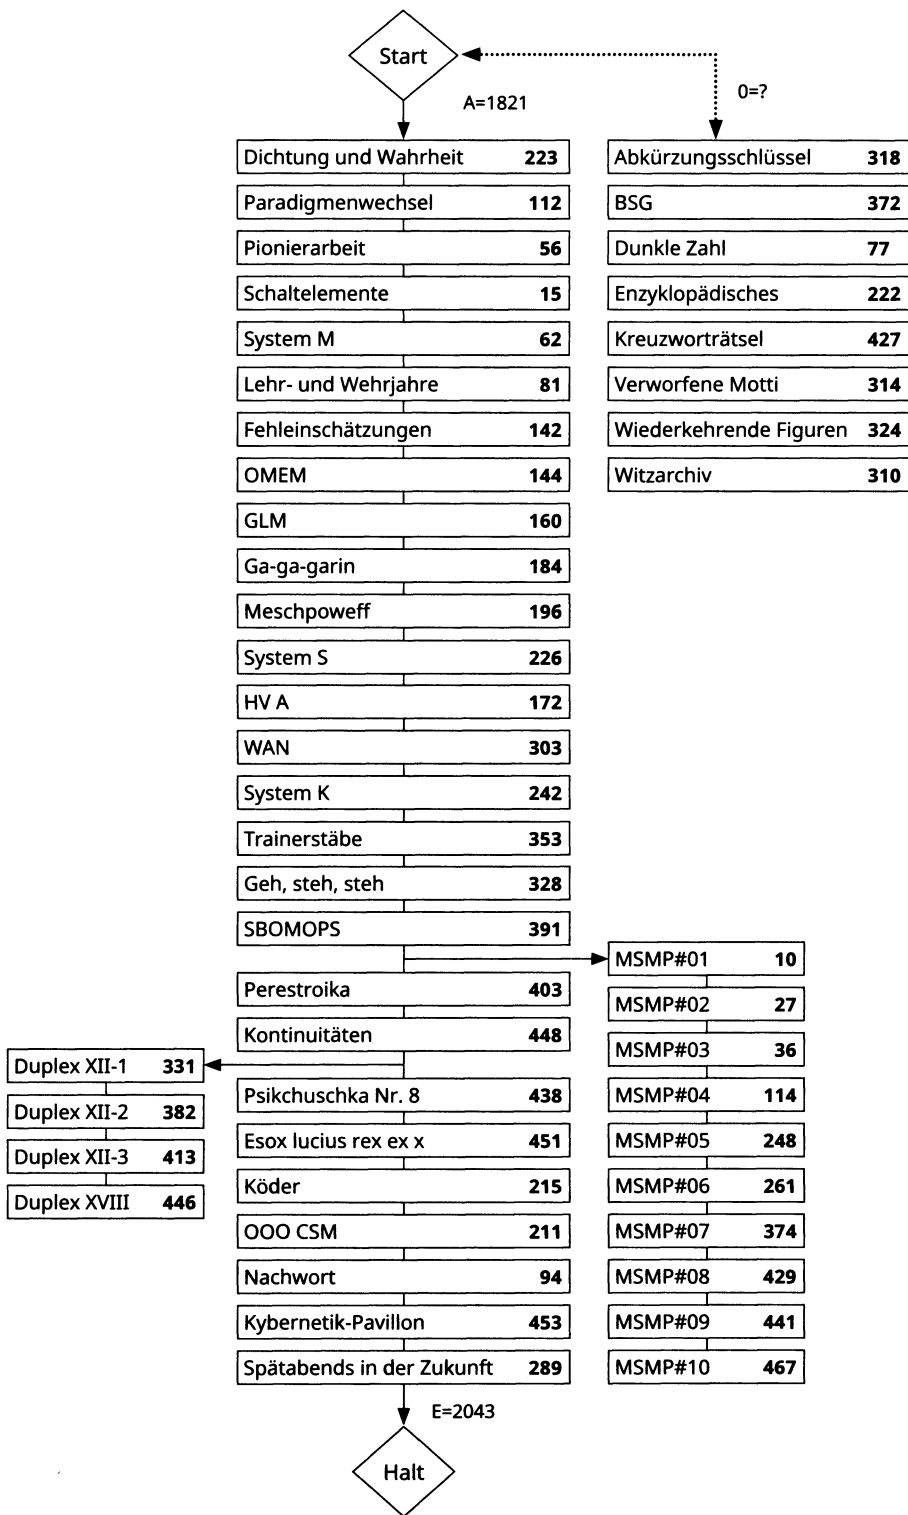 Start
A=1821
0=?
Dichtung und Wahrheit 223
Paradigmenwechsel 112
Pionierarbeit 56
Schaltelemente 15
System M 62
Lehr- und Wehrjahre 81
Fehleinschätzungen 142
OMEM 144
GLM 160
Ga-ga-garin 184
Meschpoweff 196
System S 226
HV A 172
WAN 303
System K 242
Trainerstäbe 353
Geh, steh, steh 328
SBOMOPS 391
Perestroika 403
Kontinuitäten 448
Psikchuschka Nr. 8 438
Esox lucius rex ex x 451
Köder 215
OOO CSM 211
Nachwort 94
Kybernetik-Pavillon 453
Spätabends in der Zukunft 289
E=2043
Halt
Abkürzungsschlüssel 318
BSG 372
Dunkle Zahl 77
Enzyklopädisches 222
Kreuzworträtsel 427
Verworfene Motti 314
Wiederkehrende Figuren 324
Witzarchiv 310
MSMP#01 10
MSMP#02 27
MSMP#03 36
MSMP#04 114
MSMP#05 248
MSMP#06 261
MSMP#07 374
MSMP#08 429
MSMP#09 441
MSMP#10 467
Duplex XII-1 331
Duplex XII-2 382
Duplex XII-3 413
Duplex XVIII 446